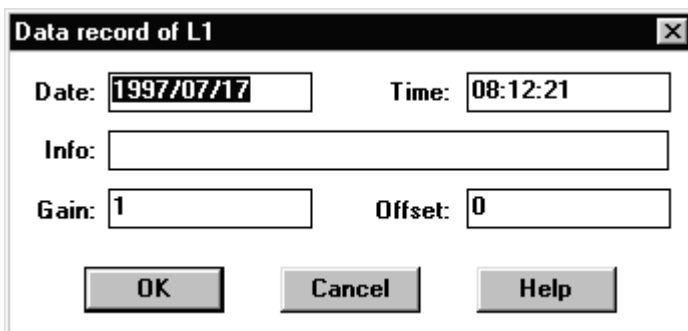 Data record of L1
Date: 1997/07/17 Time: 08:12:21
Info:
Gain: 1 Offset: 0
OK Cancel Help